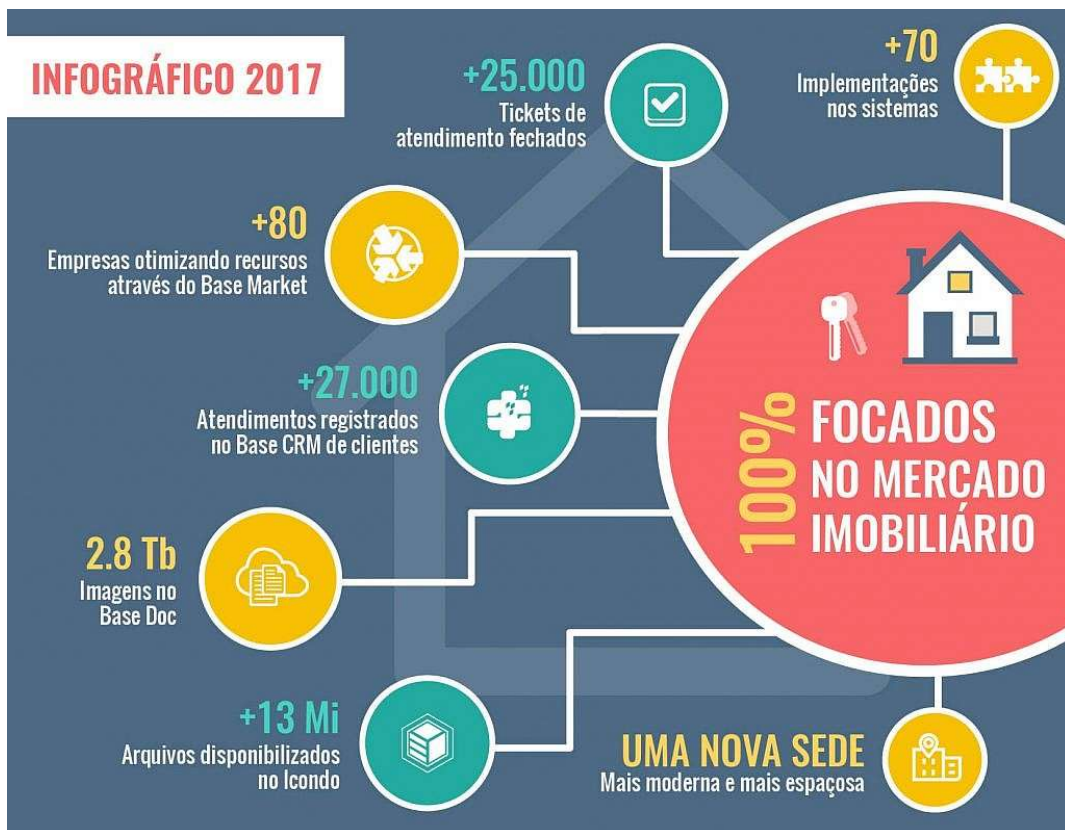 INFOGRÁFICO 2017
+25.000
Tickets de
atendimento fechados
+70
Implementações
nos sistemas
+80
Empresas otimizando recursos
através do Base Market
+27.000
Atendimentos registrados
no Base CRM de clientes
100%
FOCADOS
NO MERCADO
IMOBILIÁRIO
2.8 Tb
Imagens no
Base Doc
+13 Mi
Arquivos disponibilizados
no Icondo
UMA NOVA SEDE
Mais moderna e mais espaçosa